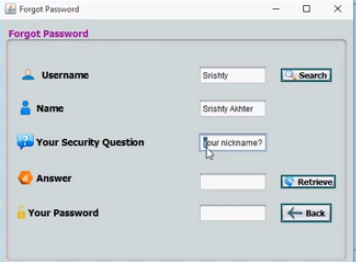 Forgot Password
Forgot Password
Username Srishty Search
Name Srishty Akhter
Your Security Question your nickname?
Answer Retrieve
Your Password Back